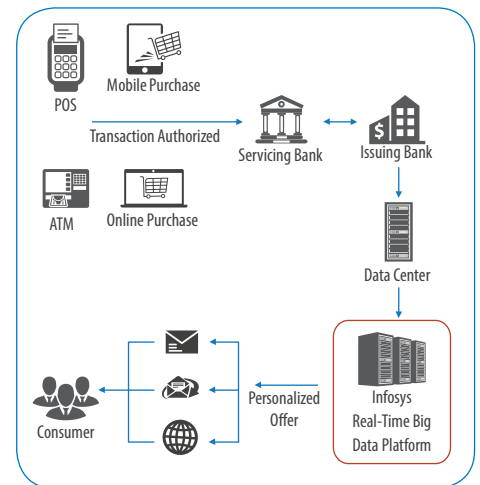 POS
Mobile Purchase
Transaction Authorized
Servicing Bank
$
Issuing Bank
ATM
Online Purchase
Data Center
Infosys
Real-Time Big
Data Platform
Personalized
Offer
Consumer